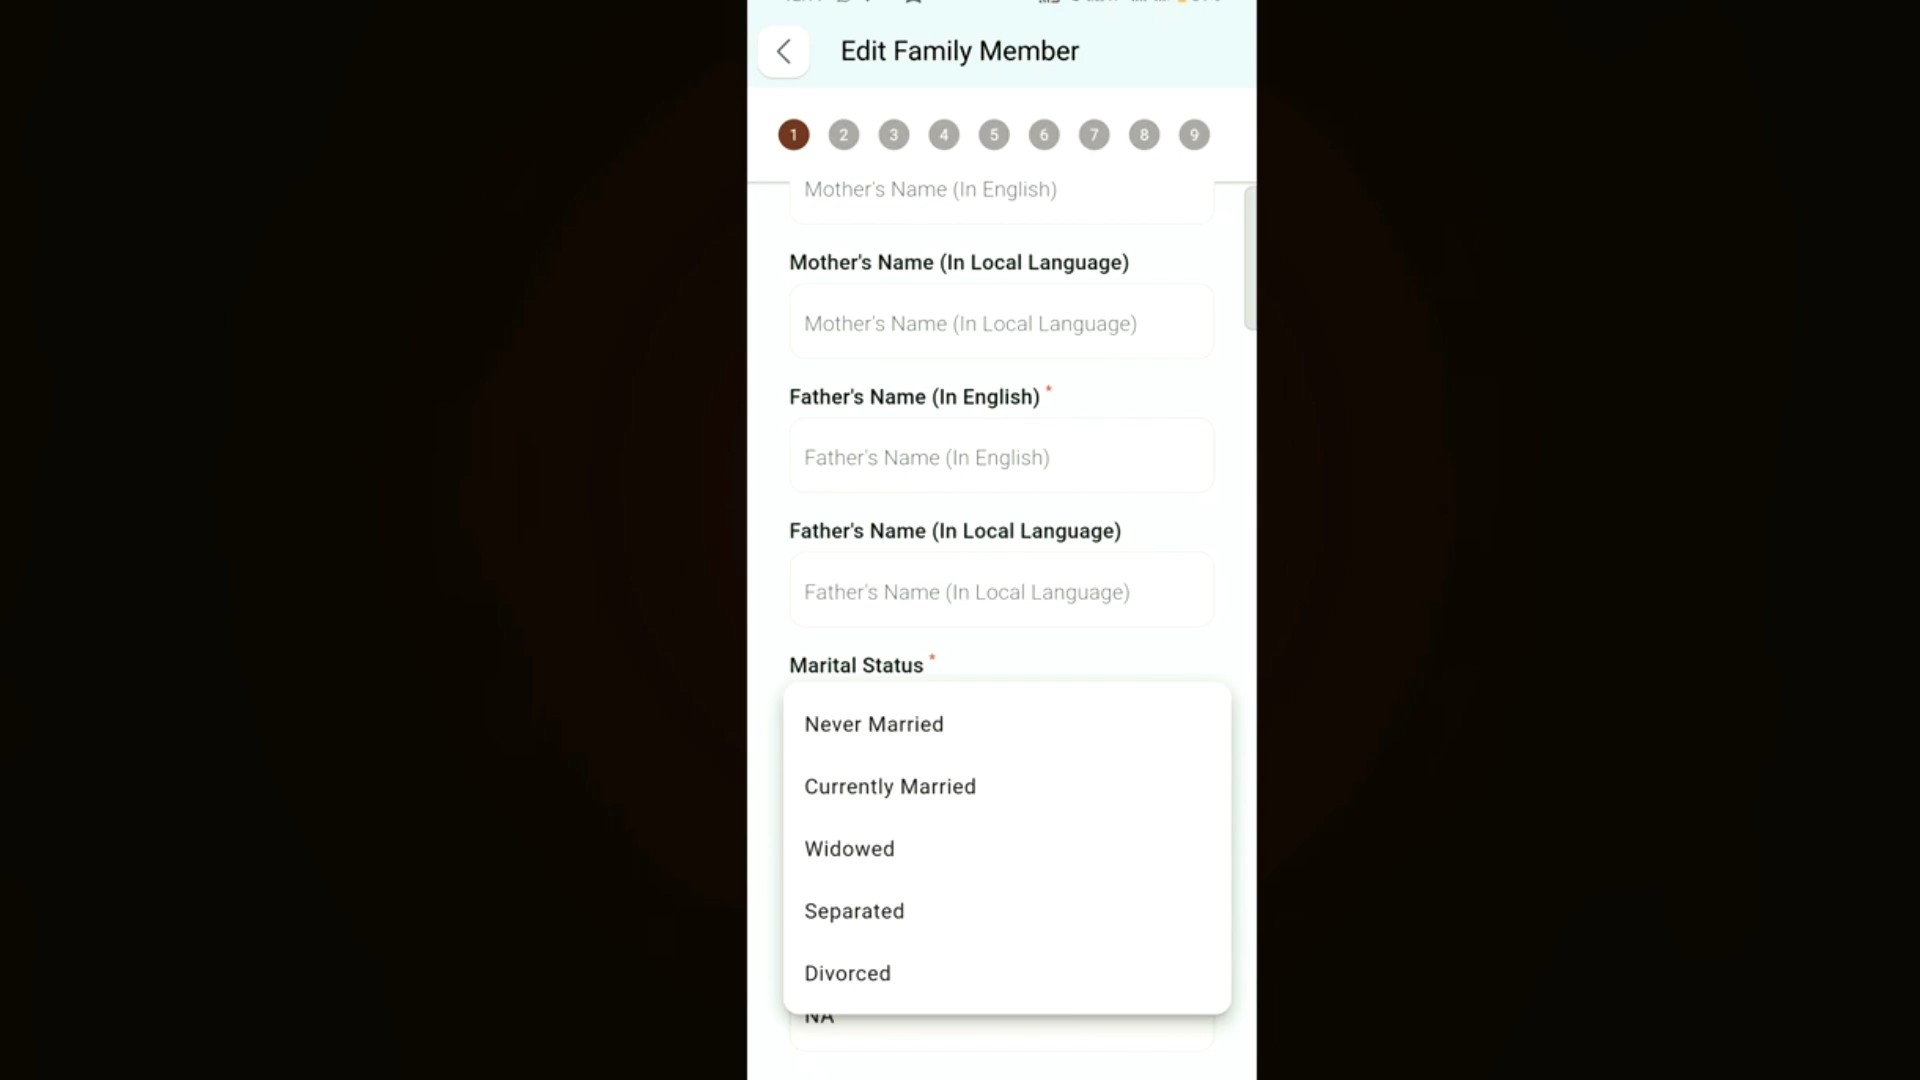 Edit Family Member
1 2 3 4 5 6 7 8 9
Mother's Name (In English)
Mother's Name (In Local Language)
Mother's Name (In Local Language)
Father's Name (In English) *
Father's Name (In English)
Father's Name (In Local Language)
Father's Name (In Local Language)
Marital Status *
Never Married
Currently Married
Widowed
Separated
Divorced
NA